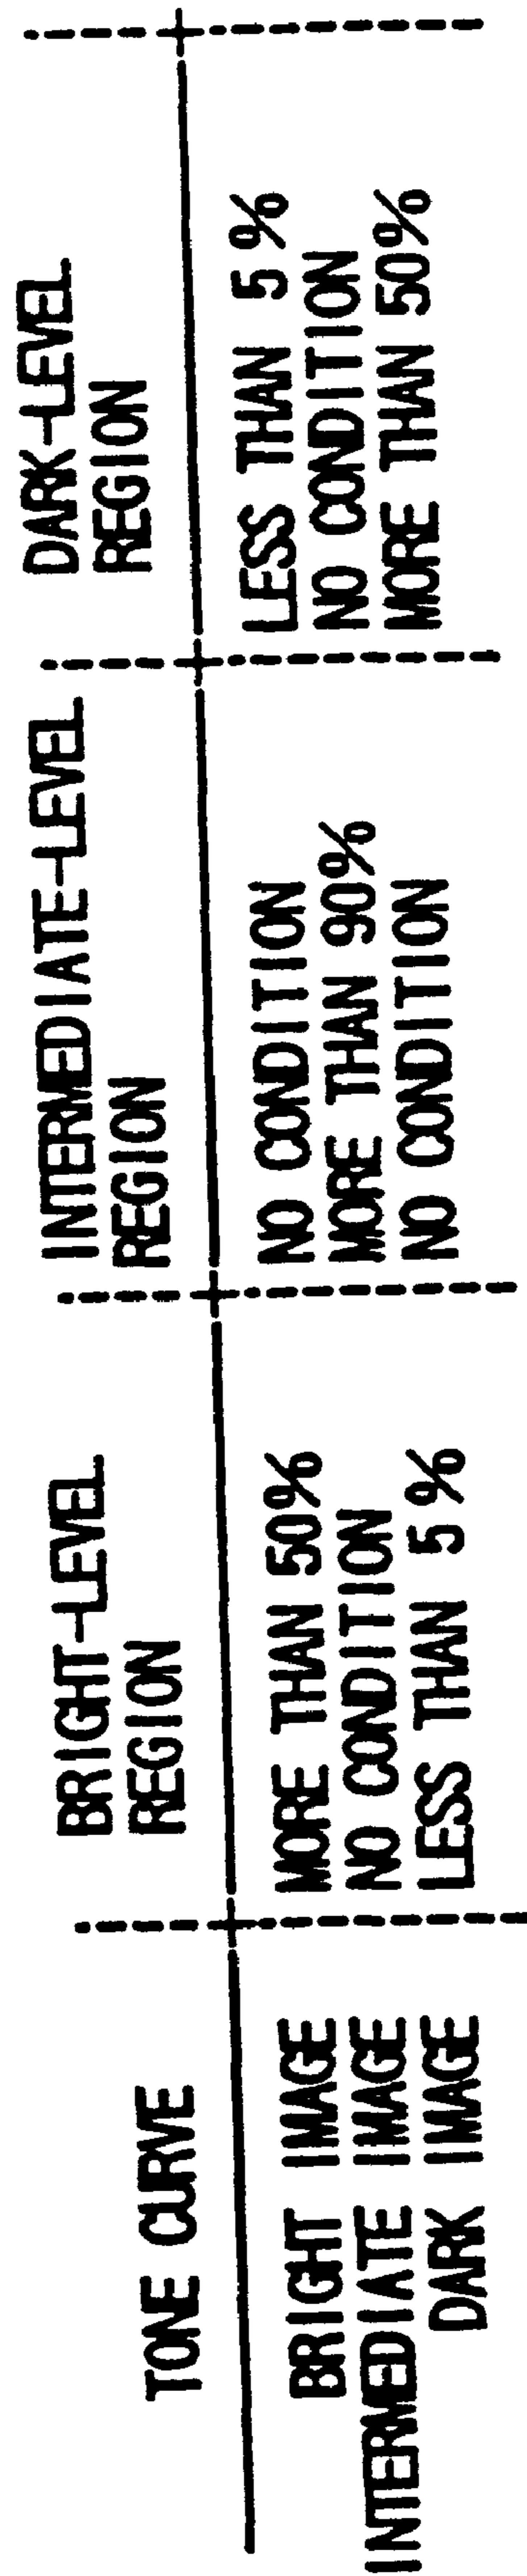 TONE CURVE BRIGHT-LEVEL REGION INTERMEDIATE-LEVEL REGION DARK-LEVEL REGION
BRIGHT IMAGE MORE THAN 50% NO CONDITION LESS THAN 5%
INTERMEDIATE IMAGE NO CONDITION MORE THAN 90% NO CONDITION
DARK IMAGE LESS THAN 5% NO CONDITION MORE THAN 50%